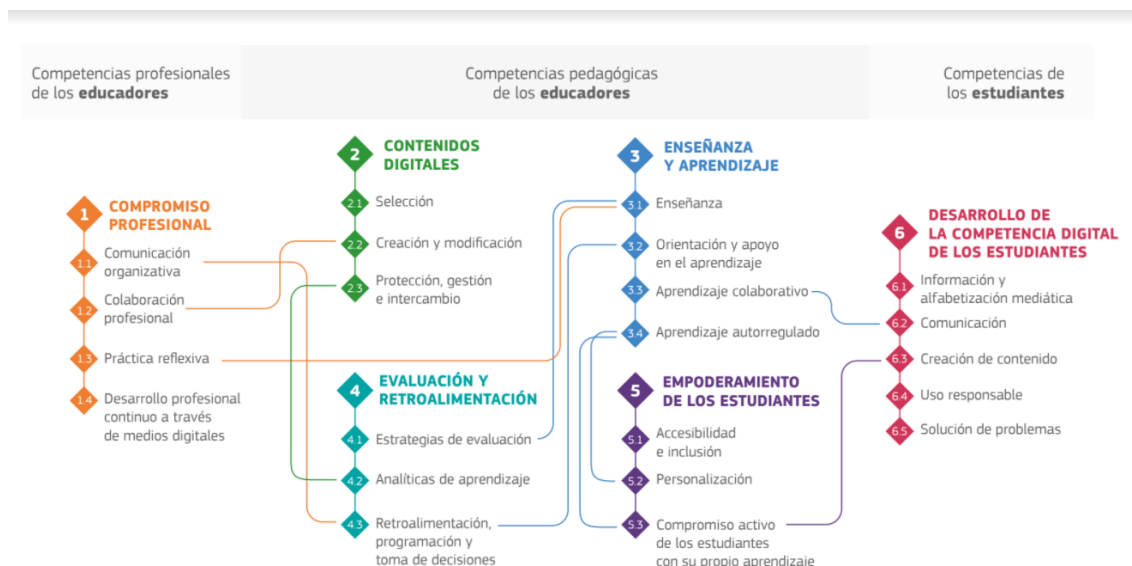 Competencias profesionales
de los educadores
Competencias pedagógicas
de los educadores
Competencias de
los estudiantes
1
COMPROMISO
PROFESIONAL
1.1
Comunicación
organizativa
1.2
Colaboración
profesional
1.3
Práctica reflexiva
1.4
Desarrollo profesional
continuo a través
de medios digitales
2
CONTENIDOS
DIGITALES
2.1
Selección
2.2
Creación y modificación
2.3
Protección, gestión
e intercambio
4
EVALUACIÓN Y
RETROALIMENTACIÓN
4.1
Estrategias de evaluación
4.2
Analíticas de aprendizaje
4.3
Retroalimentación,
programación y
toma de decisiones
3
ENSEÑANZA
Y APRENDIZAJE
3.1
Enseñanza
3.2
Orientación y apoyo
en el aprendizaje
3.3
Aprendizaje colaborativo
3.4
Aprendizaje autorregulado
5
EMPODERAMIENTO
DE LOS ESTUDIANTES
5.1
Accesibilidad
e inclusión
5.2
Personalización
5.3
Compromiso activo
de los estudiantes
con su propio aprendizaje
6
DESARROLLO DE
LA COMPETENCIA DIGITAL
DE LOS ESTUDIANTES
6.1
Información y
alfabetización mediática
6.2
Comunicación
6.3
Creación de contenido
6.4
Uso responsable
6.5
Solución de problemas